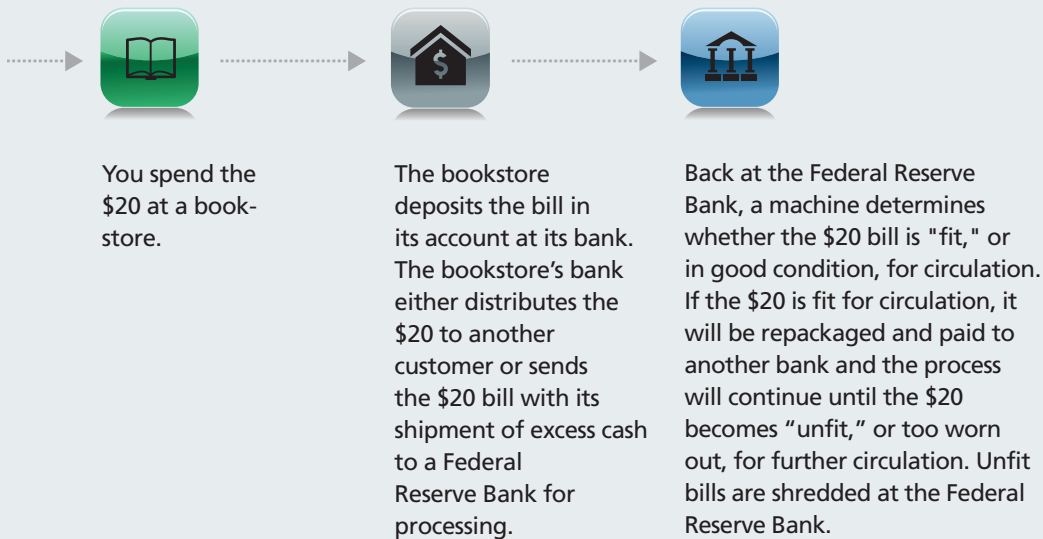 $
You spend the
$20 at a book-
store.
The bookstore
deposits the bill in
its account at its bank.
The bookstore’s bank
either distributes the
$20 to another
customer or sends
the $20 bill with its
shipment of excess cash
to a Federal
Reserve Bank for
processing.
Back at the Federal Reserve
Bank, a machine determines
whether the $20 bill is "fit," or
in good condition, for circulation.
If the $20 is fit for circulation, it
will be repackaged and paid to
another bank and the process
will continue until the $20
becomes “unfit,” or too worn
out, for further circulation. Unfit
bills are shredded at the Federal
Reserve Bank.